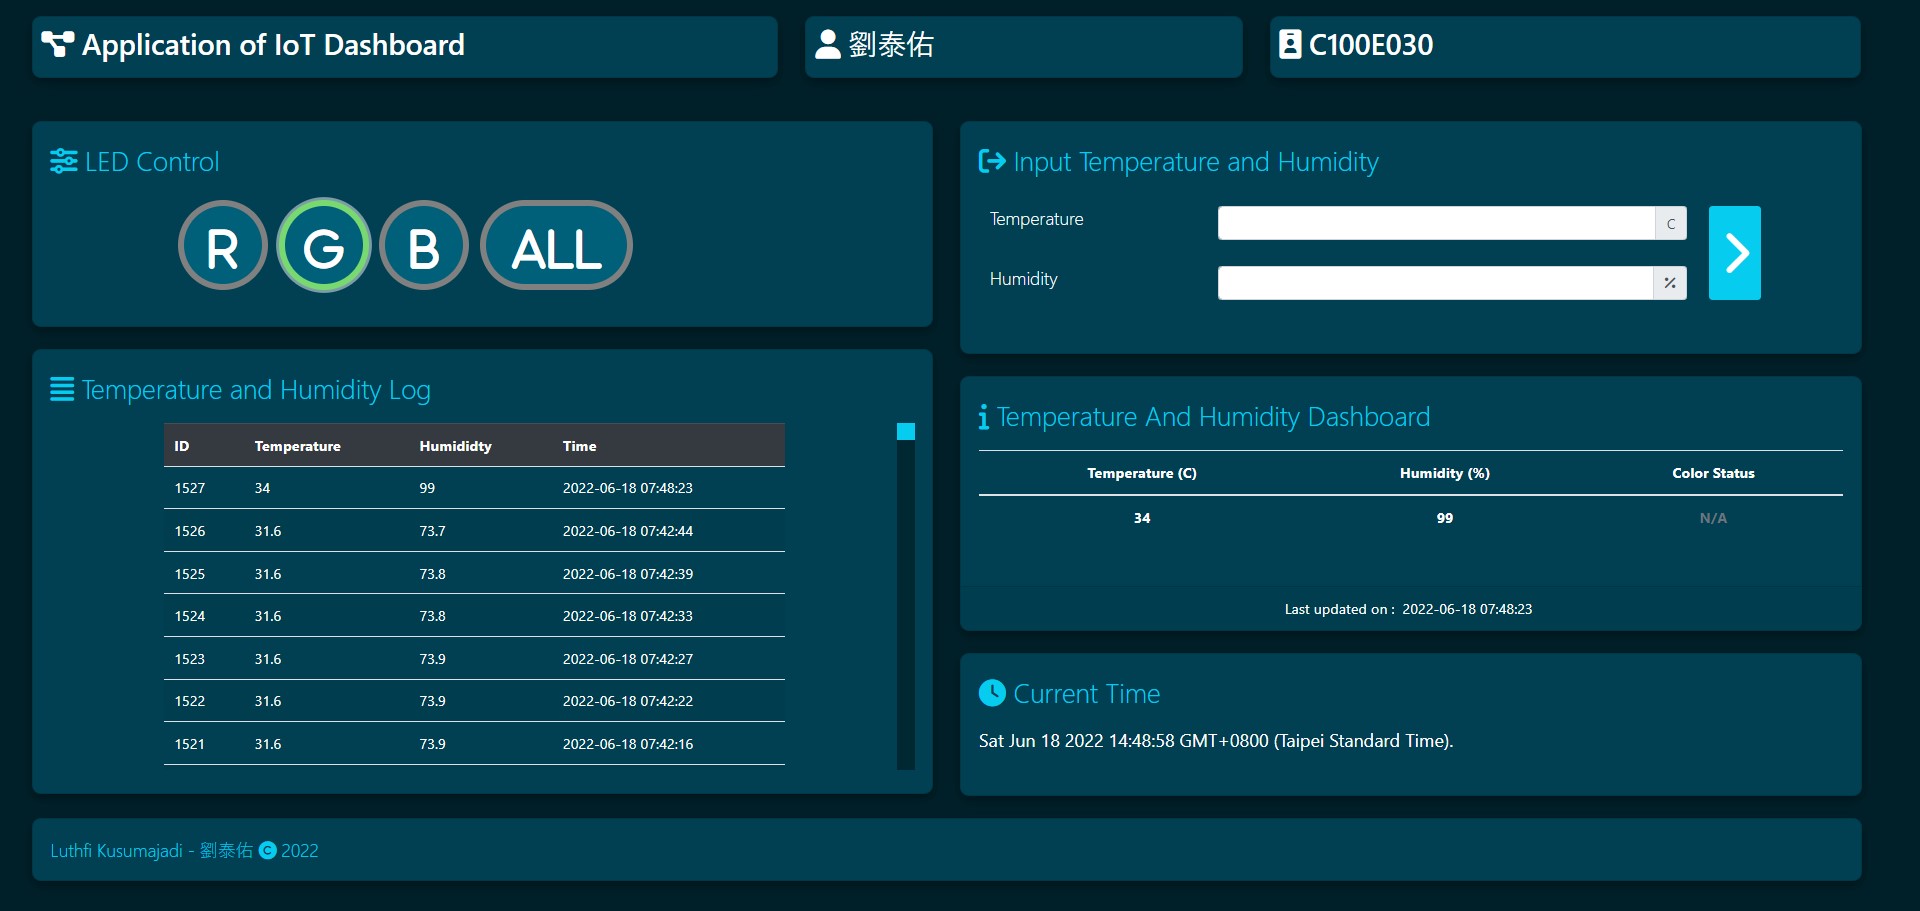 Application of IoT Dashboard
劉泰佑
C100E030
LED Control
R G B ALL
Input Temperature and Humidity
Temperature C
Humidity %
Temperature and Humidity Log
ID Temperature Humididty Time
1527 34 99 2022-06-18 07:48:23
1526 31.6 73.7 2022-06-18 07:42:44
1525 31.6 73.8 2022-06-18 07:42:39
1524 31.6 73.8 2022-06-18 07:42:33
1523 31.6 73.9 2022-06-18 07:42:27
1522 31.6 73.9 2022-06-18 07:42:22
1521 31.6 73.9 2022-06-18 07:42:16
Temperature And Humidity Dashboard
Temperature (C) Humidity (%) Color Status
34 99 N/A
Last updated on : 2022-06-18 07:48:23
Current Time
Sat Jun 18 2022 14:48:58 GMT+0800 (Taipei Standard Time).
Luthfi Kusumajadi - 劉泰佑 © 2022